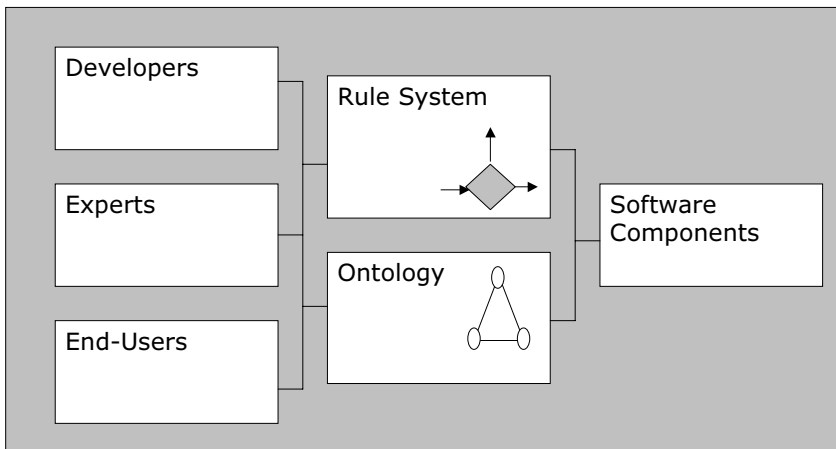 Developers
Experts
End-Users
Rule System
Ontology
Software
Components